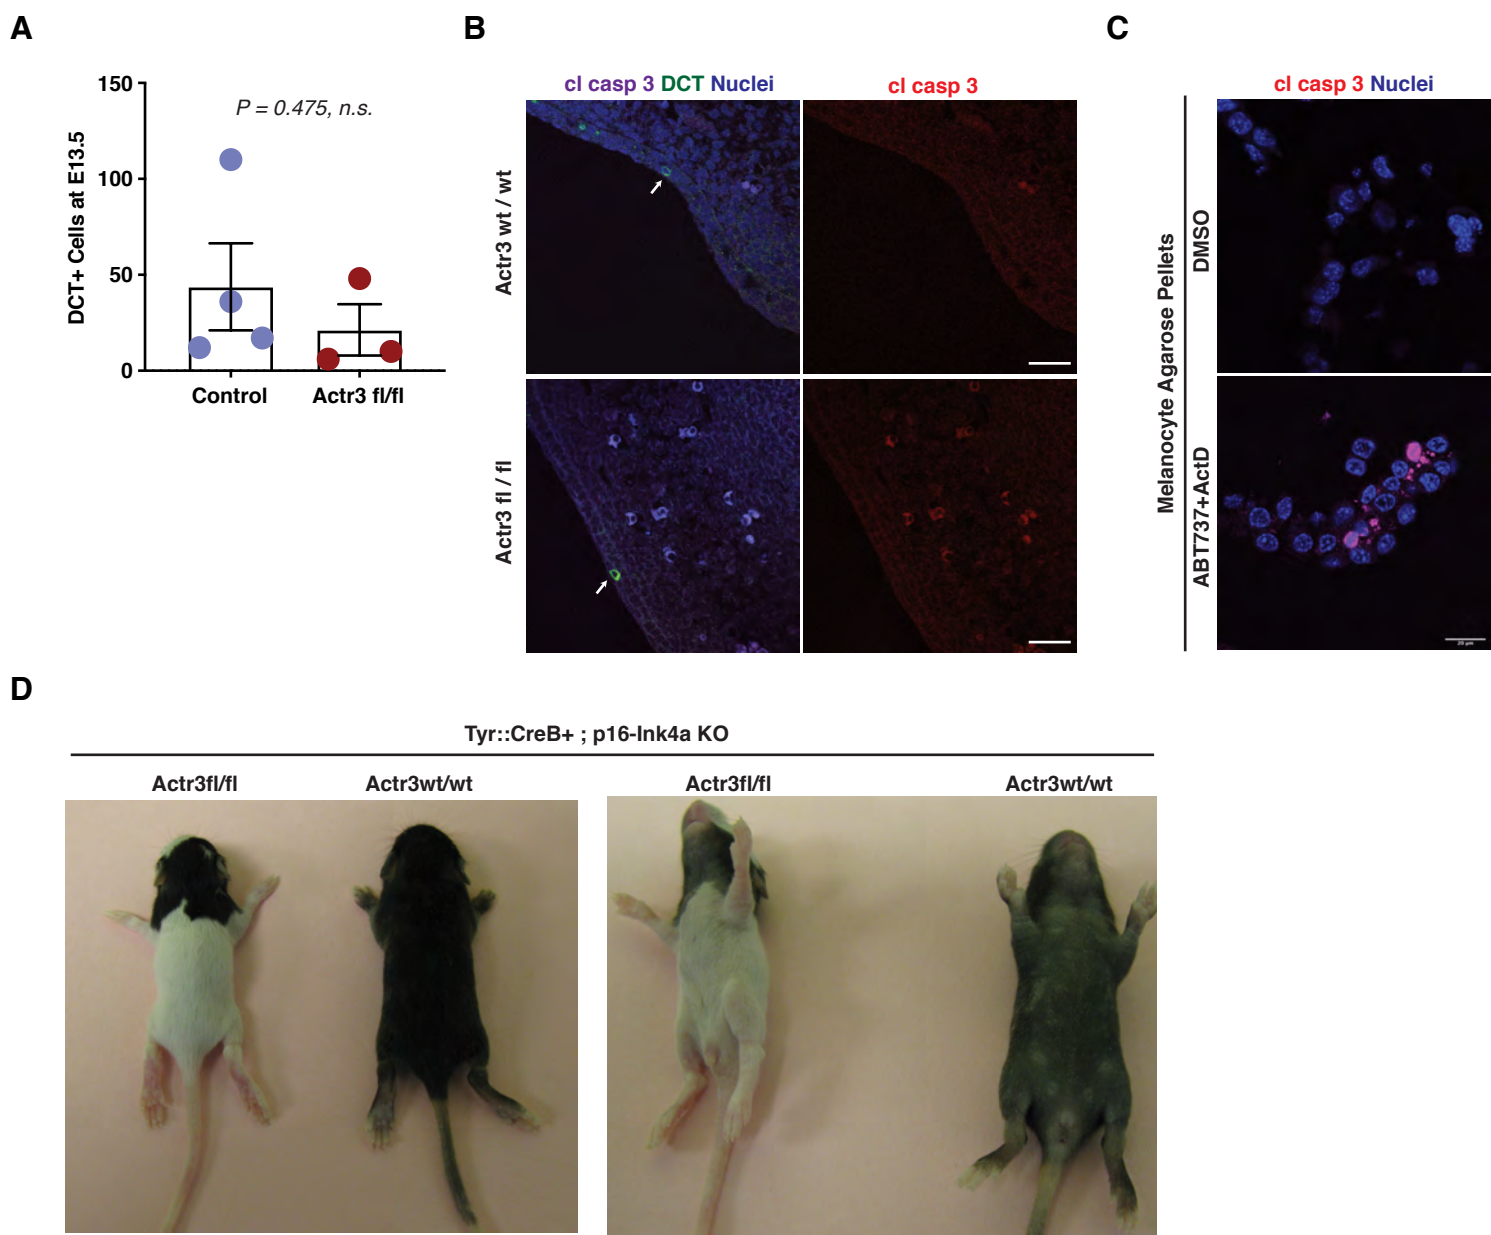 A
B
C
150
100
50
0
DCT+ Cells at E13.5
P = 0.475, n.s.
Control
Actr3 fl/fl
cl casp 3 DCT Nuclei
cl casp 3
Actr3 wt / wt
Actr3 fl / fl
cl casp 3 Nuclei
Melanocyte Agarose Pellets
DMSO
ABT737+ActD
20 µm
D
Tyr::CreB+ ; p16-Ink4a KO
Actr3fl/fl
Actr3wt/wt
Actr3fl/fl
Actr3wt/wt